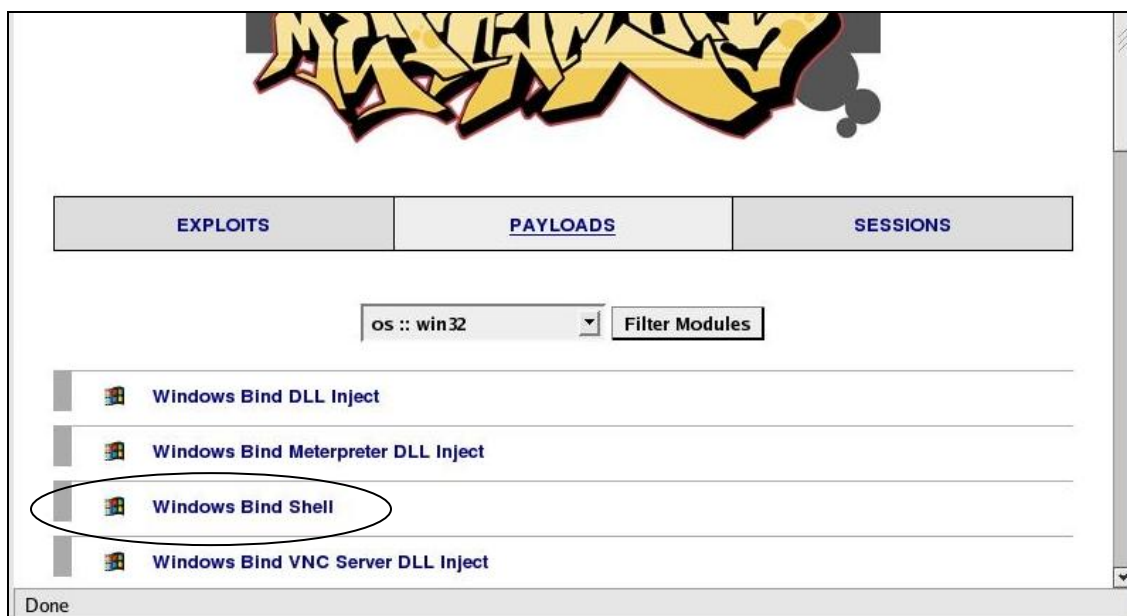 EXPLOITS
PAYLOADS
SESSIONS
os :: win32
Filter Modules
Windows Bind DLL Inject
Windows Bind Meterpreter DLL Inject
Windows Bind Shell
Windows Bind VNC Server DLL Inject
Done